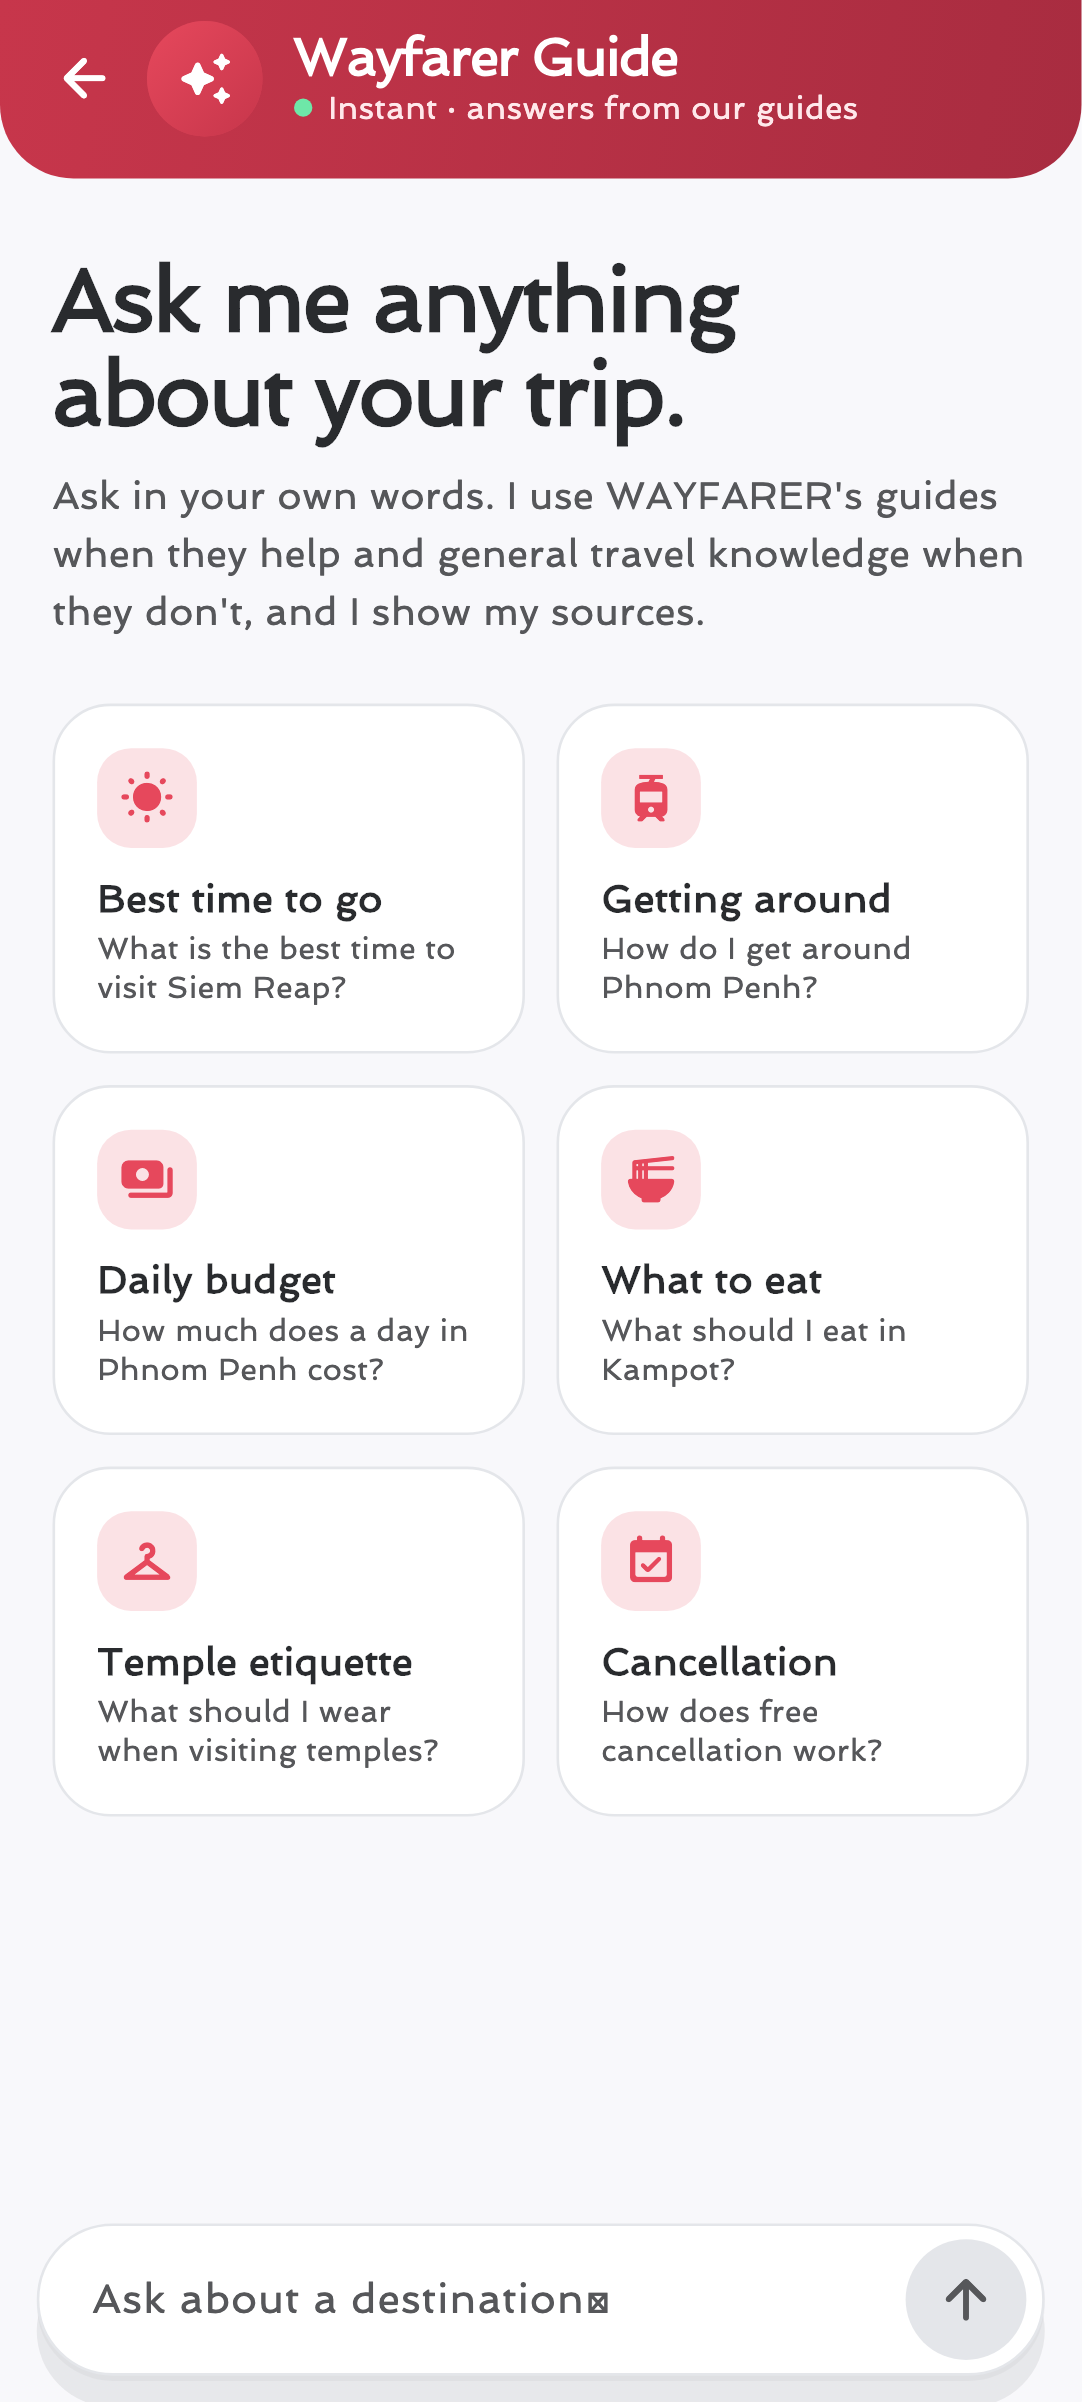 Wayfarer Guide
Instant · answers from our guides
Ask me anything
about your trip.
Ask in your own words. I use WAYFARER's guides
when they help and general travel knowledge when
they don't, and I show my sources.
Best time to go
What is the best time to
visit Siem Reap?
Getting around
How do I get around
Phnom Penh?
Daily budget
How much does a day in
Phnom Penh cost?
What to eat
What should I eat in
Kampot?
Temple etiquette
What should I wear
when visiting temples?
Cancellation
How does free
cancellation work?
Ask about a destination